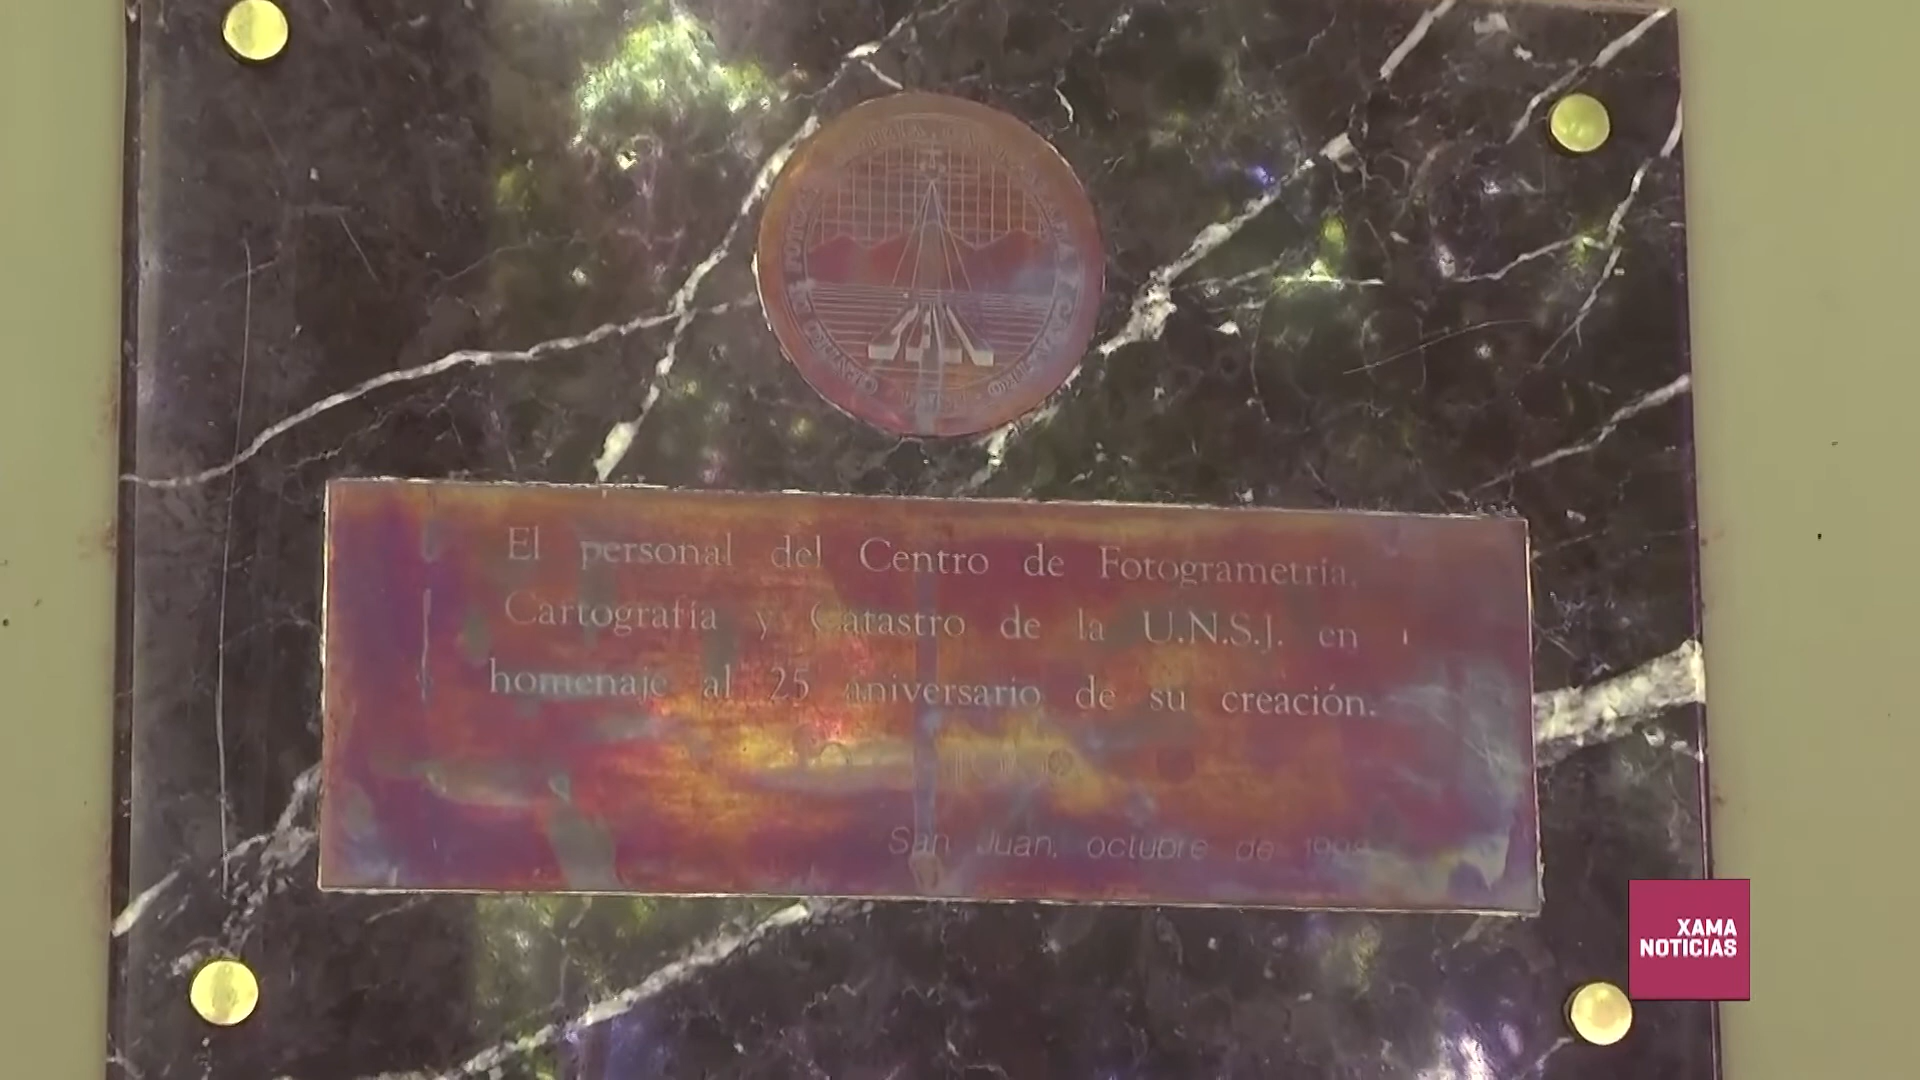 El personal del Centro de Fotogrametría,
Cartografía y Catastro de la U.N.S.J. en
homenaje al 25 aniversario de su creación.
San Juan, octubre de
XAMA
NOTICIAS